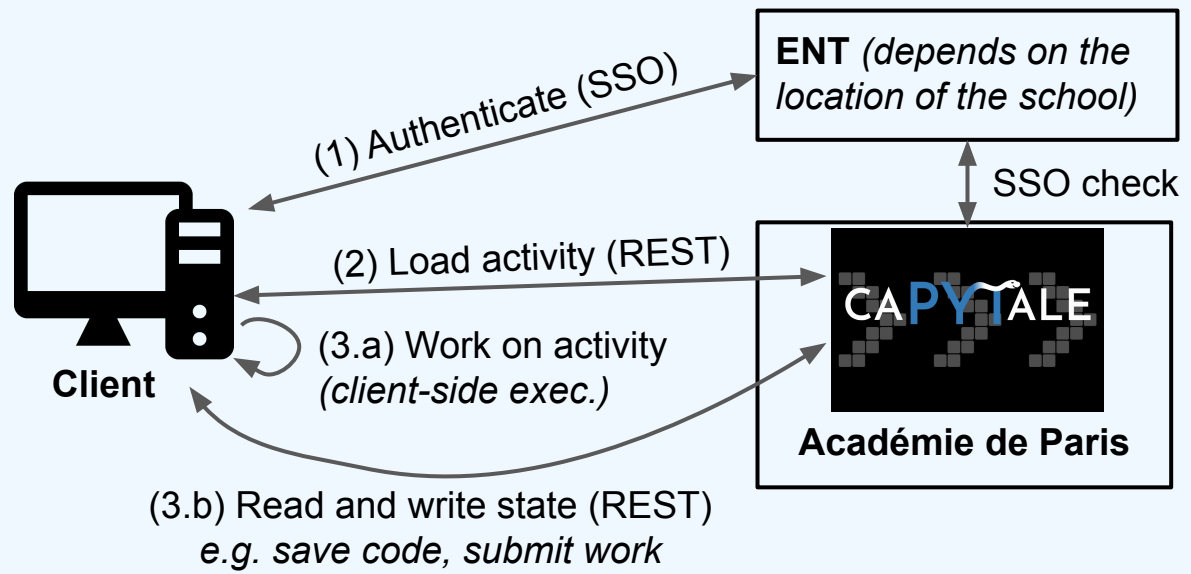 ENT (depends on the
location of the school)
(1) Authenticate (SSO)
SSO check
(2) Load activity (REST)
CAPYTALE
(3.a) Work on activity
(client-side exec.)
Client
Académie de Paris
(3.b) Read and write state (REST)
e.g. save code, submit work